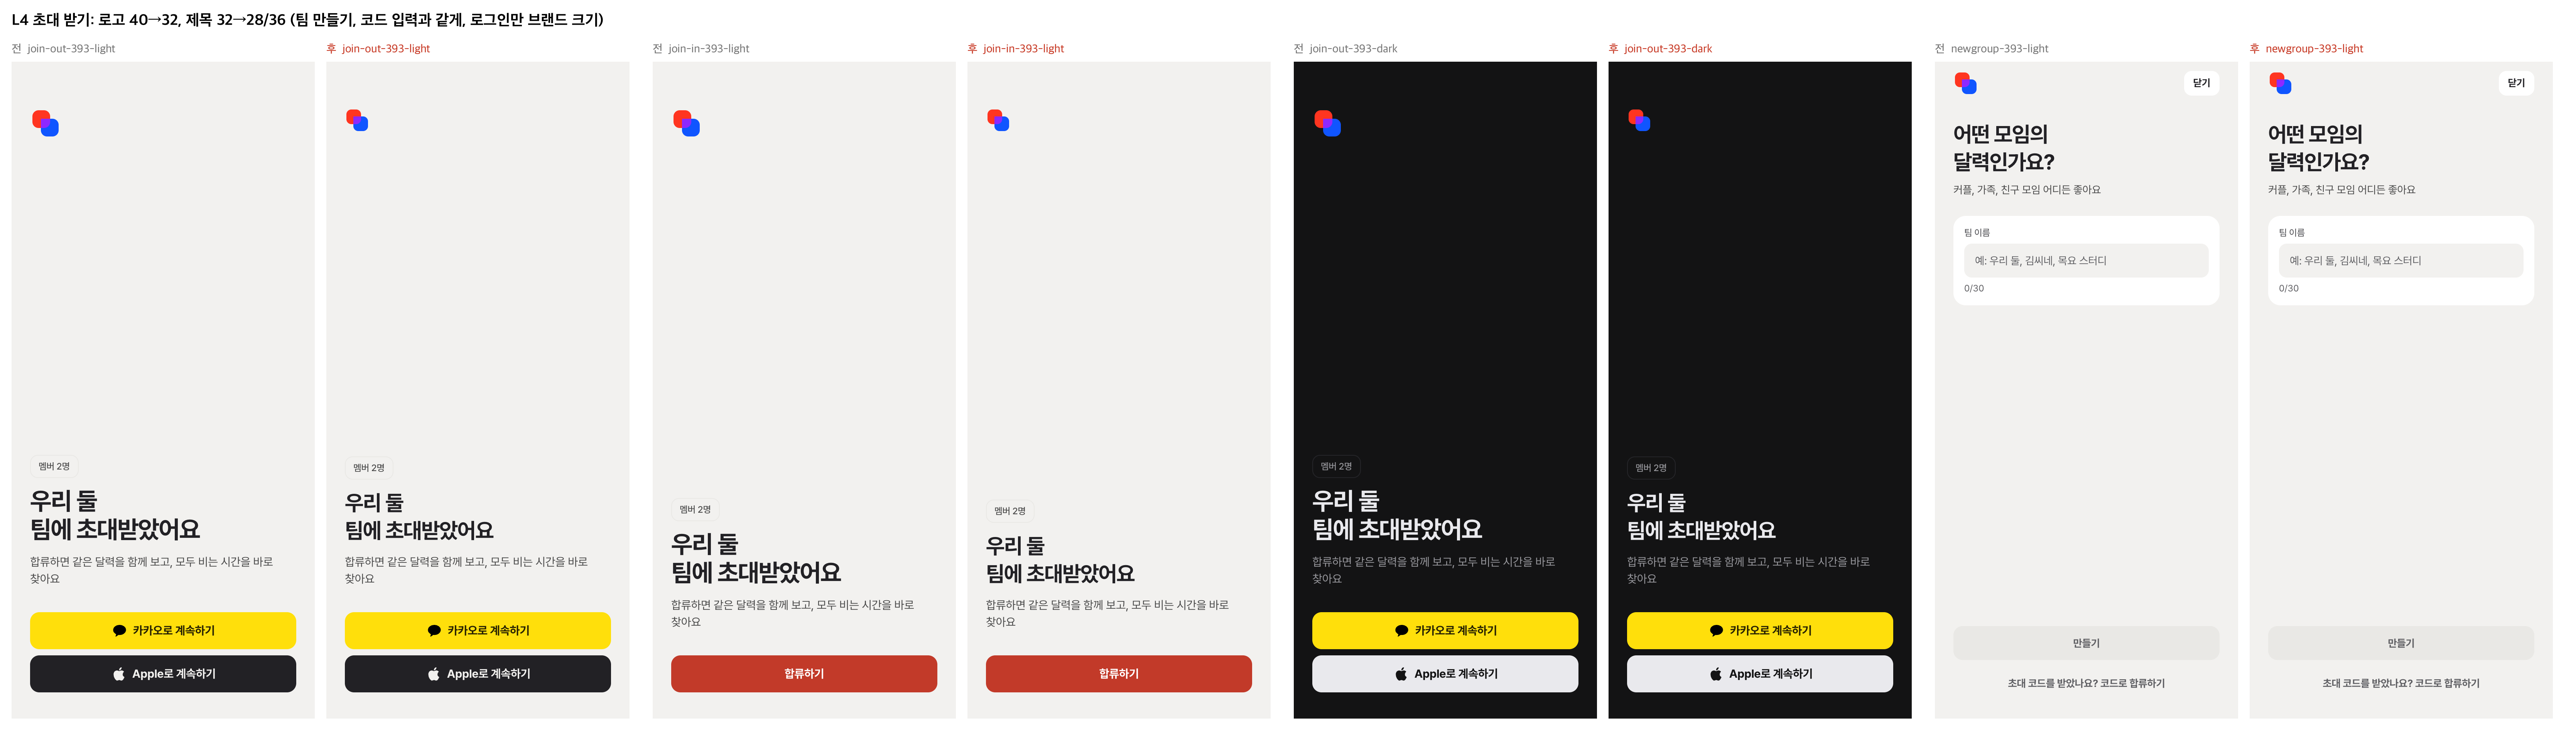 L4 초대 받기: 로고 40→32, 제목 32→28/36 (팀 만들기, 코드 입력과 같게, 로그인만 브랜드 크기)
전 join-out-393-light
멤버 2명
우리 둘
팀에 초대받았어요
합류하면 같은 달력을 함께 보고, 모두 비는 시간을 바로
찾아요
카카오로 계속하기
Apple로 계속하기
후 join-out-393-light
멤버 2명
우리 둘
팀에 초대받았어요
합류하면 같은 달력을 함께 보고, 모두 비는 시간을 바로
찾아요
카카오로 계속하기
Apple로 계속하기
전 join-in-393-light
멤버 2명
우리 둘
팀에 초대받았어요
합류하면 같은 달력을 함께 보고, 모두 비는 시간을 바로
찾아요
합류하기
후 join-in-393-light
멤버 2명
우리 둘
팀에 초대받았어요
합류하면 같은 달력을 함께 보고, 모두 비는 시간을 바로
찾아요
합류하기
전 join-out-393-dark
멤버 2명
우리 둘
팀에 초대받았어요
합류하면 같은 달력을 함께 보고, 모두 비는 시간을 바로
찾아요
카카오로 계속하기
Apple로 계속하기
후 join-out-393-dark
멤버 2명
우리 둘
팀에 초대받았어요
합류하면 같은 달력을 함께 보고, 모두 비는 시간을 바로
찾아요
카카오로 계속하기
Apple로 계속하기
전 newgroup-393-light
닫기
어떤 모임의
달력인가요?
커플, 가족, 친구 모임 어디든 좋아요
팀 이름
예: 우리 둘, 김씨네, 목요 스터디
0/30
만들기
초대 코드를 받았나요? 코드로 합류하기
후 newgroup-393-light
닫기
어떤 모임의
달력인가요?
커플, 가족, 친구 모임 어디든 좋아요
팀 이름
예: 우리 둘, 김씨네, 목요 스터디
0/30
만들기
초대 코드를 받았나요? 코드로 합류하기